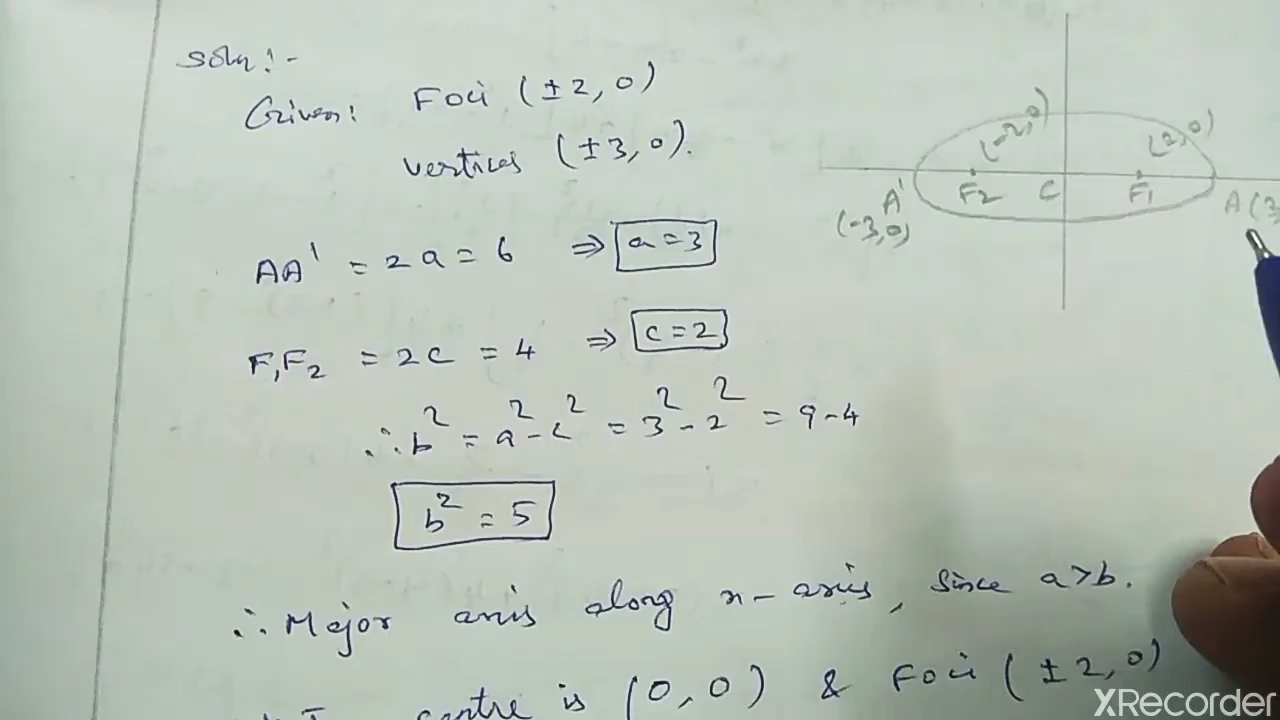 Soln:-
Given: Foci (±2, 0)
vertices (±3, 0).
AA' = 2a = 6 ⇒ a = 3
F₁F₂ = 2c = 4 ⇒ c = 2
∴ b² = a² - c² = 3² - 2² = 9 - 4
b² = 5
∴ Major axis along x-axis, since a > b.
centre is (0, 0) & Foci (±2, 0)
(-2, 0)
(2, 0)
A'
F2
C
F1
A (3
(-3, 0)
XRecorder